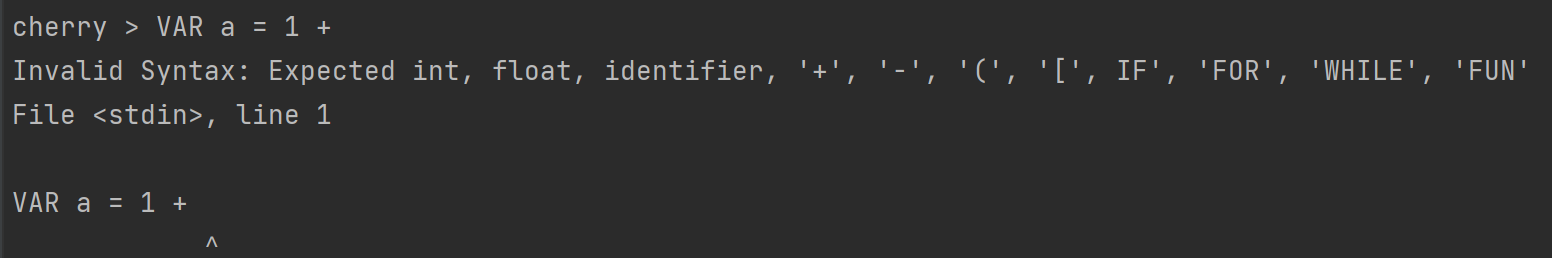 cherry > VAR a = 1 +
Invalid Syntax: Expected int, float, identifier, '+', '-', '(', '[', IF', 'FOR', 'WHILE', 'FUN'
File <stdin>, line 1
VAR a = 1 +
^